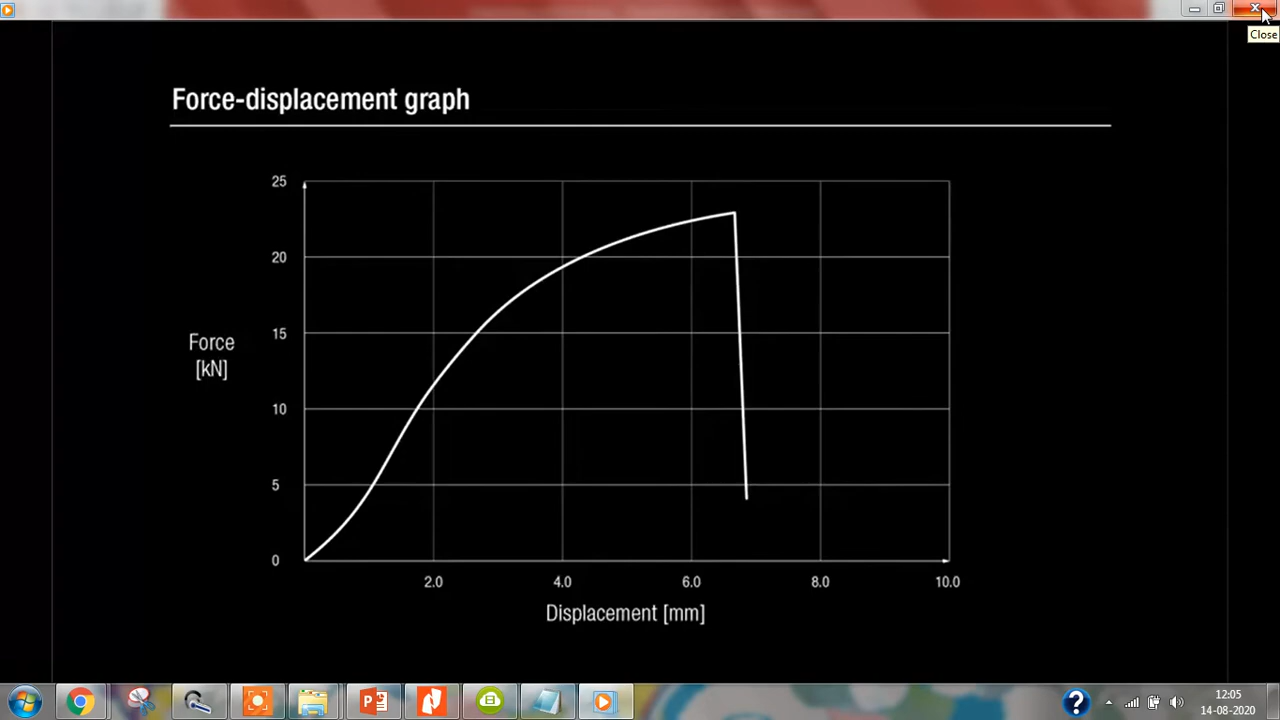 Close
Force-displacement graph
25
20
15
10
5
0
Force
[kN]
2.0
4.0
6.0
8.0
10.0
Displacement [mm]
12:05
14-08-2020